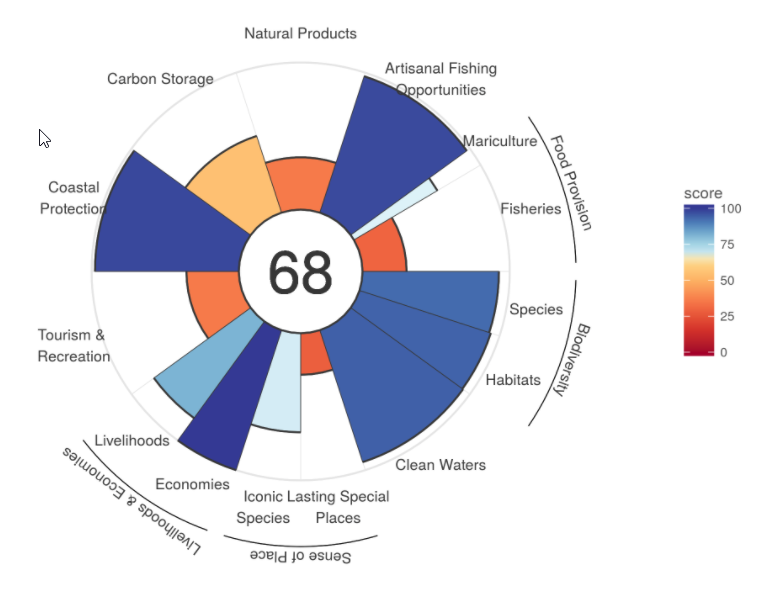 Natural Products
Carbon Storage
Artisanal Fishing
Opportunities
Mariculture
Food Provision
Fisheries
Coastal
Protection
score
100
75
50
25
0
68
Species
Biodiversity
Habitats
Tourism &
Recreation
Livelihoods
Clean Waters
Economies
Livelihoods & Economies
Iconic
Species
Lasting Special
Places
Sense of Place